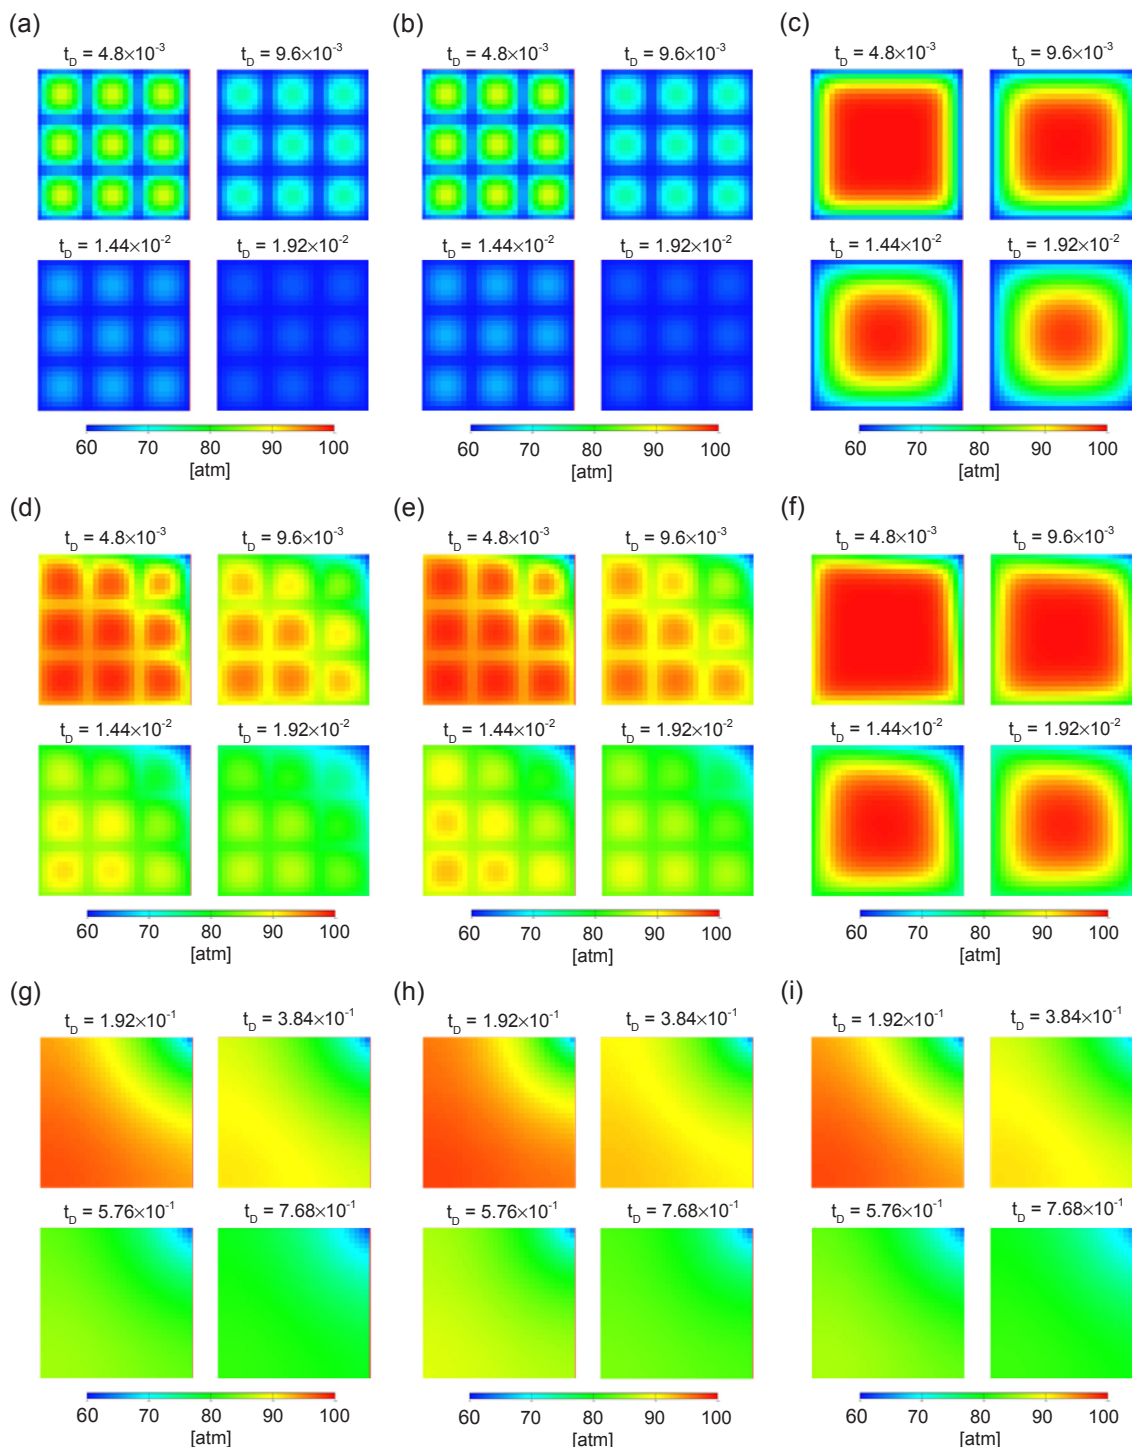 (a) (b) (c)
t_D = 4.8×10⁻³ t_D = 9.6×10⁻³ t_D = 4.8×10⁻³ t_D = 9.6×10⁻³ t_D = 4.8×10⁻³ t_D = 9.6×10⁻³
t_D = 1.44×10⁻² t_D = 1.92×10⁻² t_D = 1.44×10⁻² t_D = 1.92×10⁻² t_D = 1.44×10⁻² t_D = 1.92×10⁻²
60 70 80 90 100 60 70 80 90 100 60 70 80 90 100
[atm] [atm] [atm]
(d) (e) (f)
t_D = 4.8×10⁻³ t_D = 9.6×10⁻³ t_D = 4.8×10⁻³ t_D = 9.6×10⁻³ t_D = 4.8×10⁻³ t_D = 9.6×10⁻³
t_D = 1.44×10⁻² t_D = 1.92×10⁻² t_D = 1.44×10⁻² t_D = 1.92×10⁻² t_D = 1.44×10⁻² t_D = 1.92×10⁻²
60 70 80 90 100 60 70 80 90 100 60 70 80 90 100
[atm] [atm] [atm]
(g) (h) (i)
t_D = 1.92×10⁻¹ t_D = 3.84×10⁻¹ t_D = 1.92×10⁻¹ t_D = 3.84×10⁻¹ t_D = 1.92×10⁻¹ t_D = 3.84×10⁻¹
t_D = 5.76×10⁻¹ t_D = 7.68×10⁻¹ t_D = 5.76×10⁻¹ t_D = 7.68×10⁻¹ t_D = 5.76×10⁻¹ t_D = 7.68×10⁻¹
60 70 80 90 100 60 70 80 90 100 60 70 80 90 100
[atm] [atm] [atm]